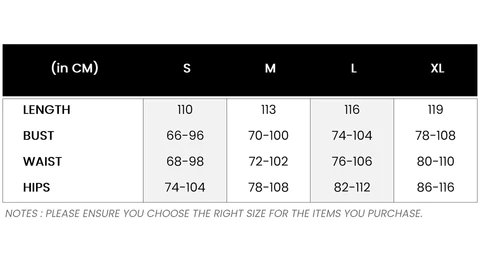 (in CM) S M L XL
LENGTH 110 113 116 119
BUST 66-96 70-100 74-104 78-108
WAIST 68-98 72-102 76-106 80-110
HIPS 74-104 78-108 82-112 86-116
NOTES : PLEASE ENSURE YOU CHOOSE THE RIGHT SIZE FOR THE ITEMS YOU PURCHASE.